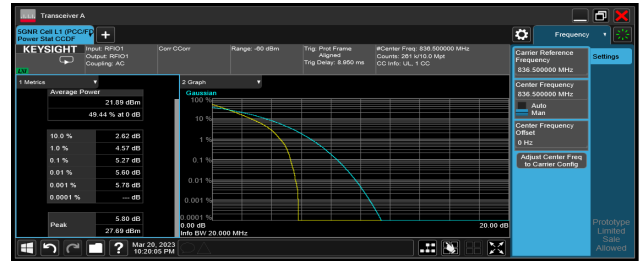 Transceiver A
5GNR Cell L1 (PCC/F
Power Stat CCDF
Frequency
KEYSIGHT
Input: RFIO1
Output: RFIO1
Coupling: AC
Corr CCorr
Range: -60 dBm
Trig: Prot Frame
Aligned
Trig Delay: 8.950 ms
#Center Freq: 836.500000 MHz
Counts: 261 k/10.0 Mpt
CC Info: UL, 1 CC
Carrier Reference
Frequency
836.500000 MHz
Settings
Center Frequency
836.500000 MHz
Auto
Man
Center Frequency
Offset
0 Hz
Adjust Center Freq
to Carrier Config
1 Metrics
Average Power
21.89 dBm
49.44 % at 0 dB
10.0 % 2.62 dB
1.0 % 4.57 dB
0.1 % 5.27 dB
0.01 % 5.60 dB
0.001 % 5.78 dB
0.0001 % --- dB
Peak 5.80 dB
27.69 dBm
2 Graph
Gaussian
100 %
10 %
1 %
0.1 %
0.01 %
0.001 %
0.0001 %
0.00 dB 20.00 dB
Info BW 20.000 MHz
Mar 20, 2023
10:20:05 PM
Prototype
Limited
Sale
Allowed